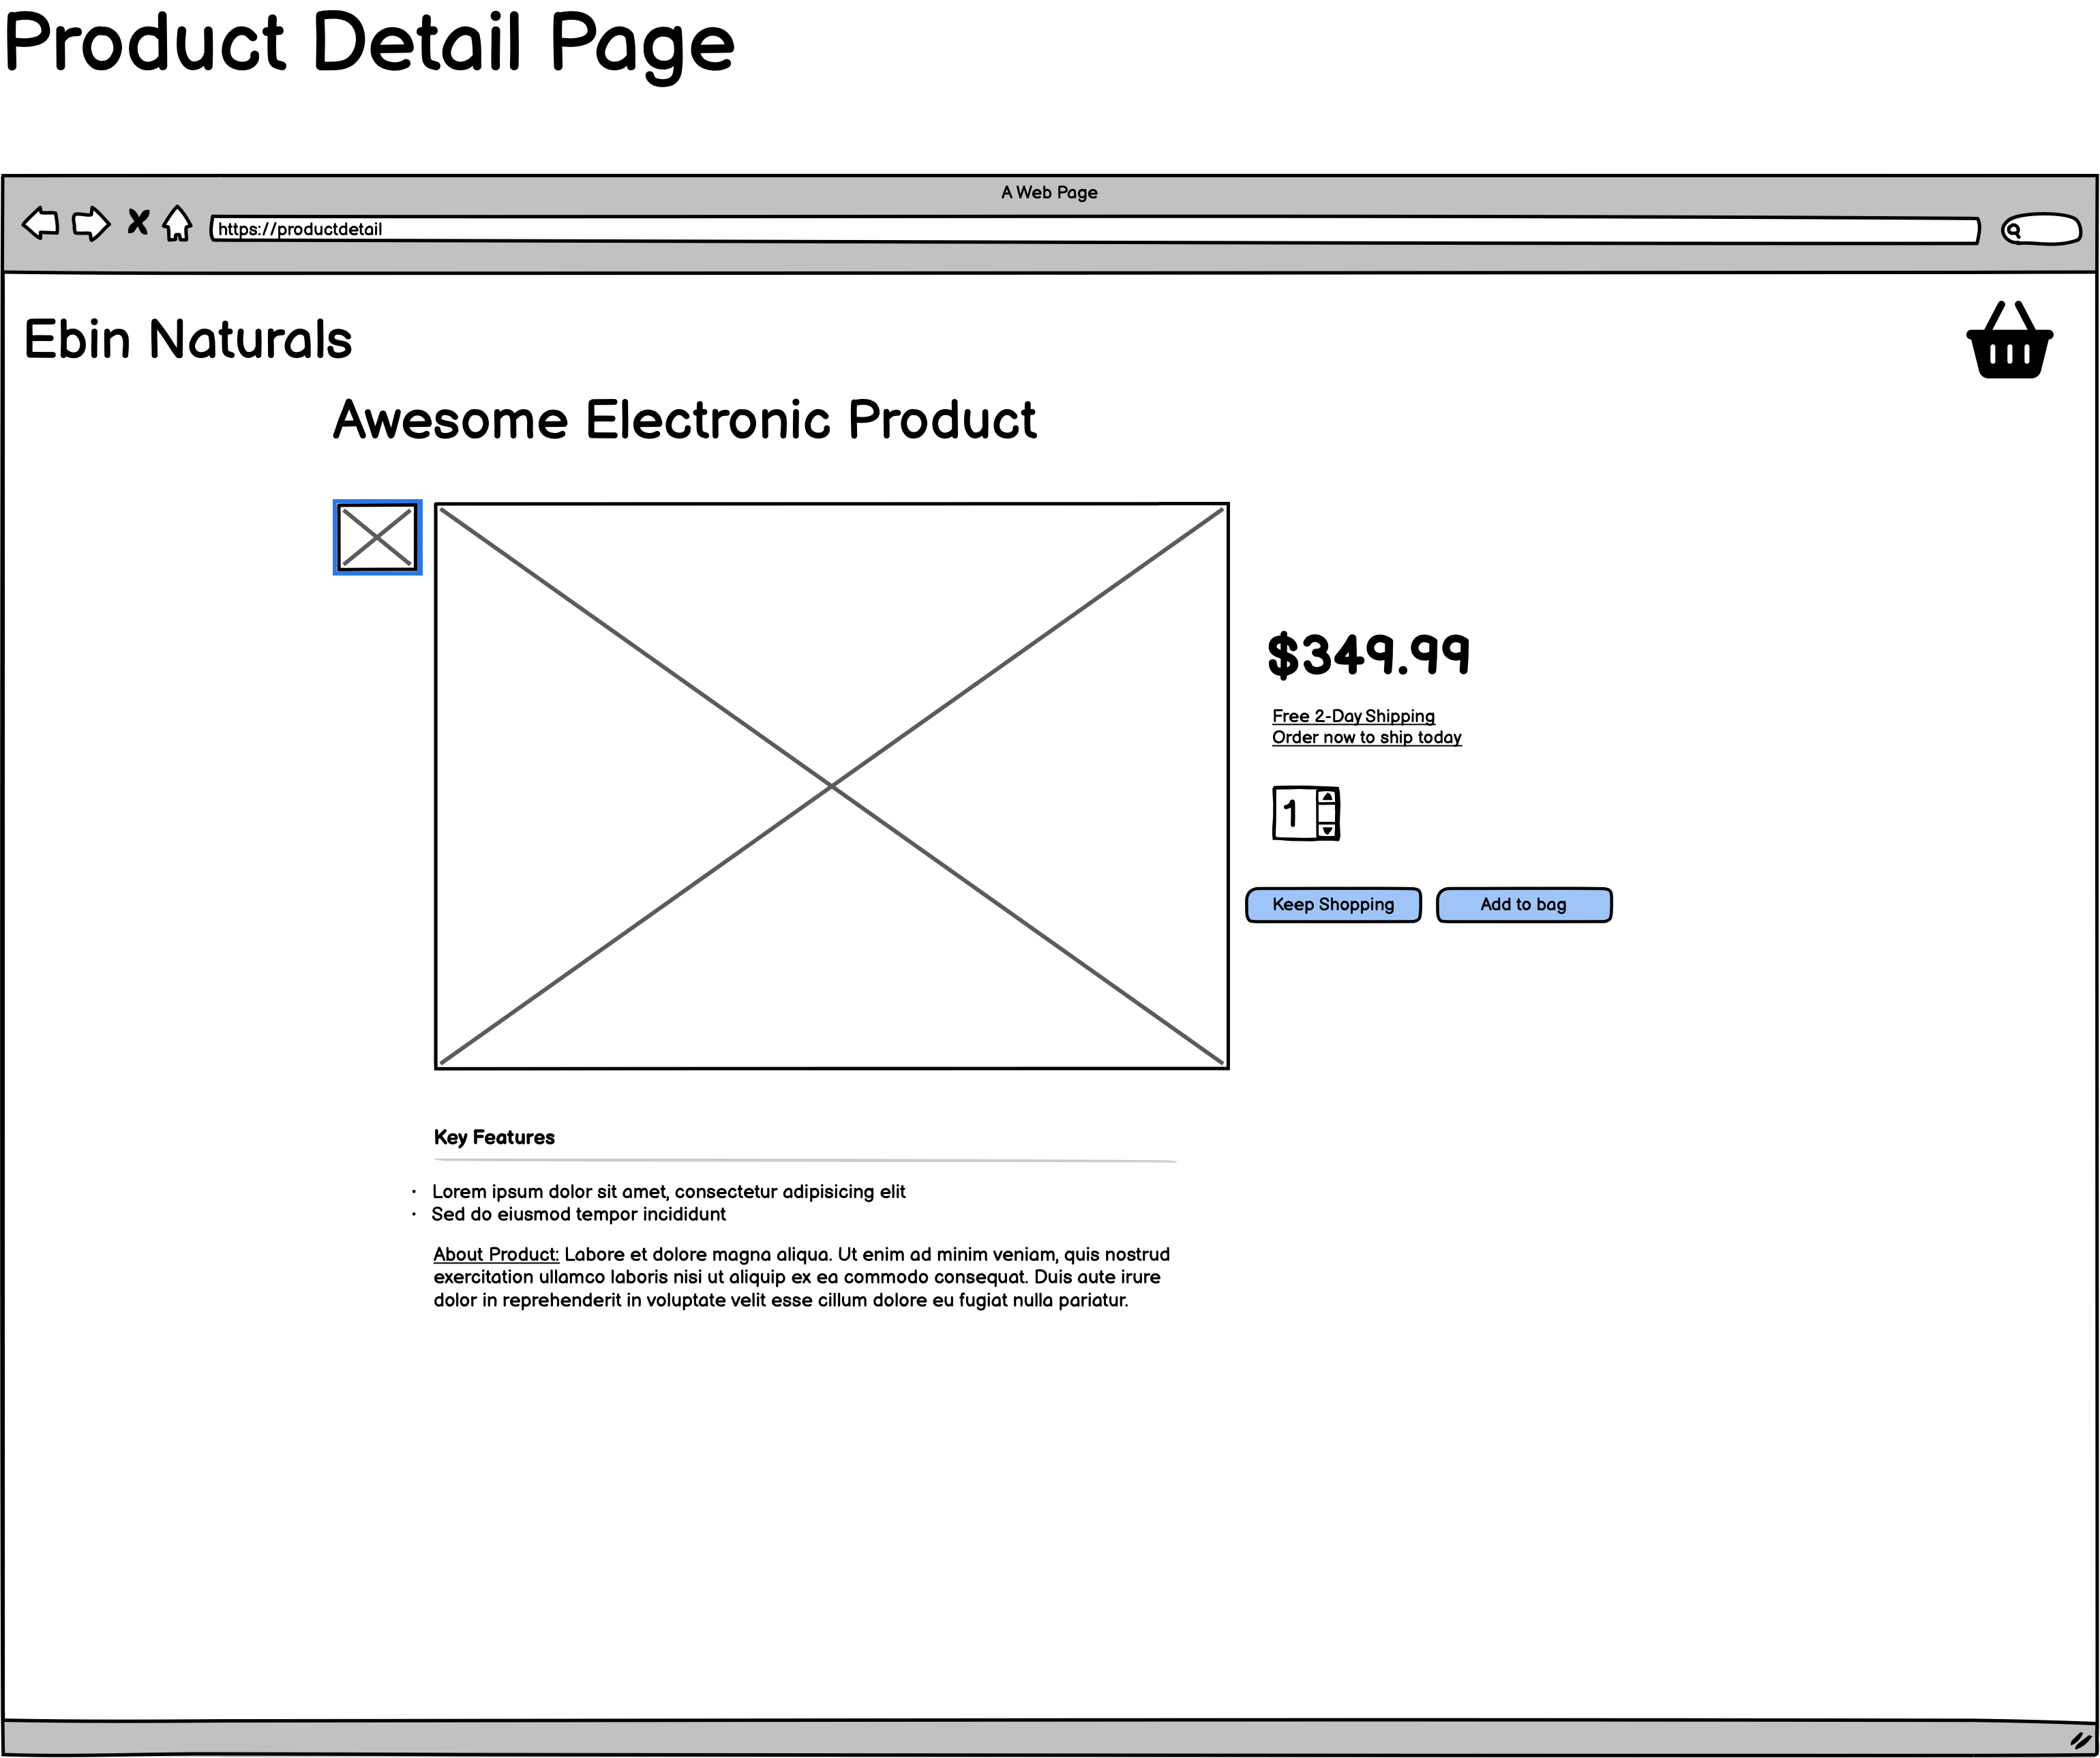 Product Detail Page
A Web Page
https://productdetail
Ebin Naturals
Awesome Electronic Product
$349.99
Free 2-Day Shipping
Order now to ship today
1
Keep Shopping
Add to bag
Key Features
· Lorem ipsum dolor sit amet, consectetur adipisicing elit
· Sed do eiusmod tempor incididunt
About Product: Labore et dolore magna aliqua. Ut enim ad minim veniam, quis nostrud
exercitation ullamco laboris nisi ut aliquip ex ea commodo consequat. Duis aute irure
dolor in reprehenderit in voluptate velit esse cillum dolore eu fugiat nulla pariatur.